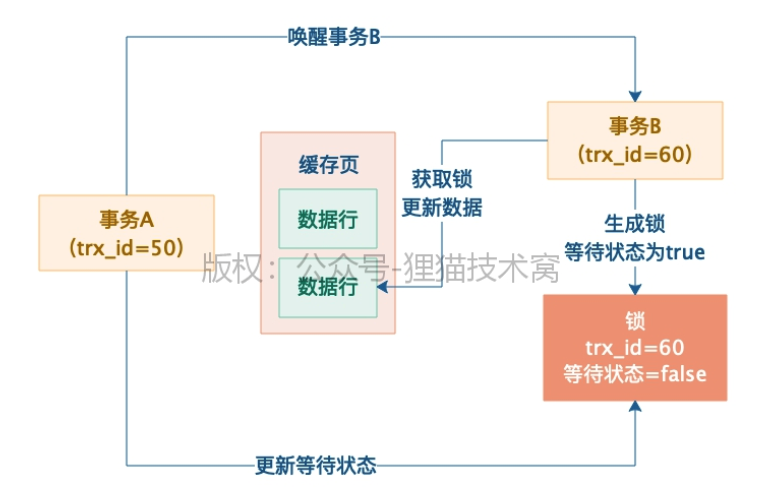 唤醒事务B
事务B
（trx_id=60）
缓存页
获取锁
更新数据
数据行
事务A
（trx_id=50）
生成锁
等待状态为true
版权：公众号-狸猫技术窝
数据行
锁
trx_id=60
等待状态=false
更新等待状态